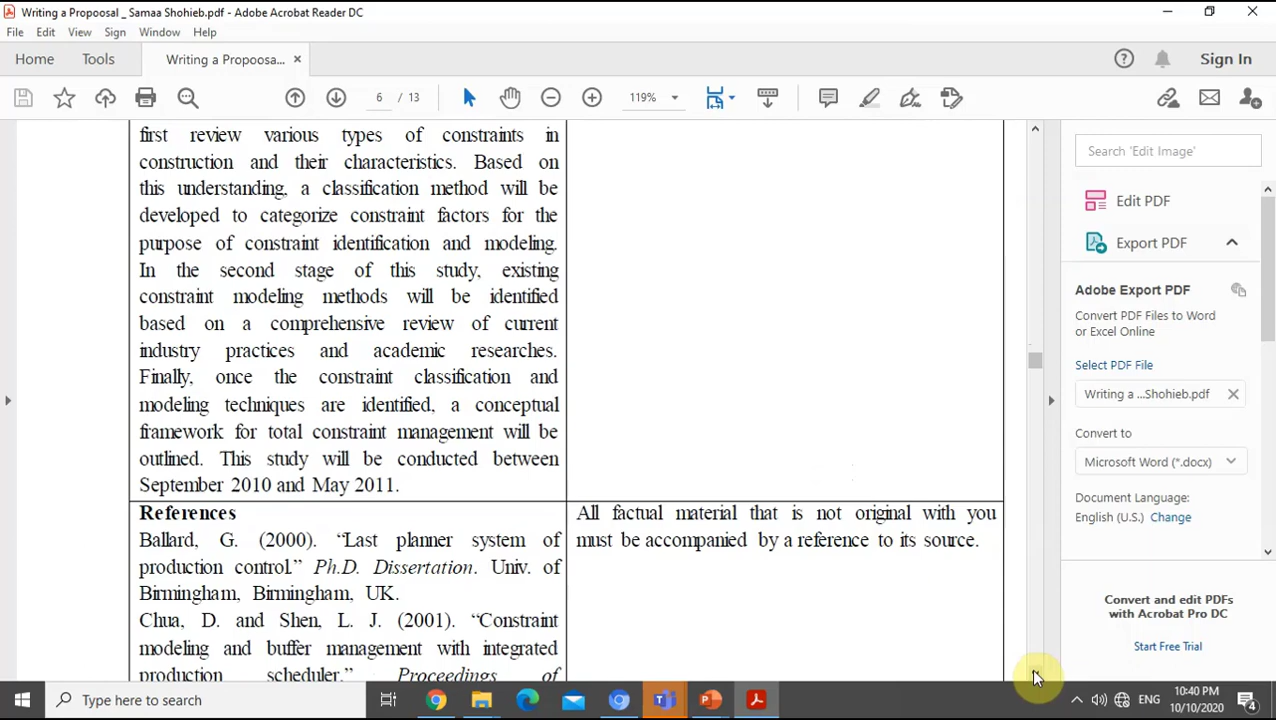 Writing a Propoosal _ Samaa Shohieb.pdf - Adobe Acrobat Reader DC
File Edit View Sign Window Help
Home Tools Writing a Propoosa... × Sign In
6 / 13 119%
first review various types of constraints in
construction and their characteristics. Based on
this understanding, a classification method will be
developed to categorize constraint factors for the
purpose of constraint identification and modeling.
In the second stage of this study, existing
constraint modeling methods will be identified
based on a comprehensive review of current
industry practices and academic researches.
Finally, once the constraint classification and
modeling techniques are identified, a conceptual
framework for total constraint management will be
outlined. This study will be conducted between
September 2010 and May 2011.
References
Ballard, G. (2000). “Last planner system of
production control.” Ph.D. Dissertation. Univ. of
Birmingham, Birmingham, UK.
Chua, D. and Shen, L. J. (2001). “Constraint
modeling and buffer management with integrated
production scheduler.” Proceedings of
All factual material that is not original with you
must be accompanied by a reference to its source.
Search 'Edit Image'
Edit PDF
Export PDF
Adobe Export PDF
Convert PDF Files to Word
or Excel Online
Select PDF File
Writing a ...Shohieb.pdf
Convert to
Microsoft Word (*.docx)
Document Language:
English (U.S.) Change
Convert and edit PDFs
with Acrobat Pro DC
Start Free Trial
Type here to search
ENG
10:40 PM
10/10/2020
4